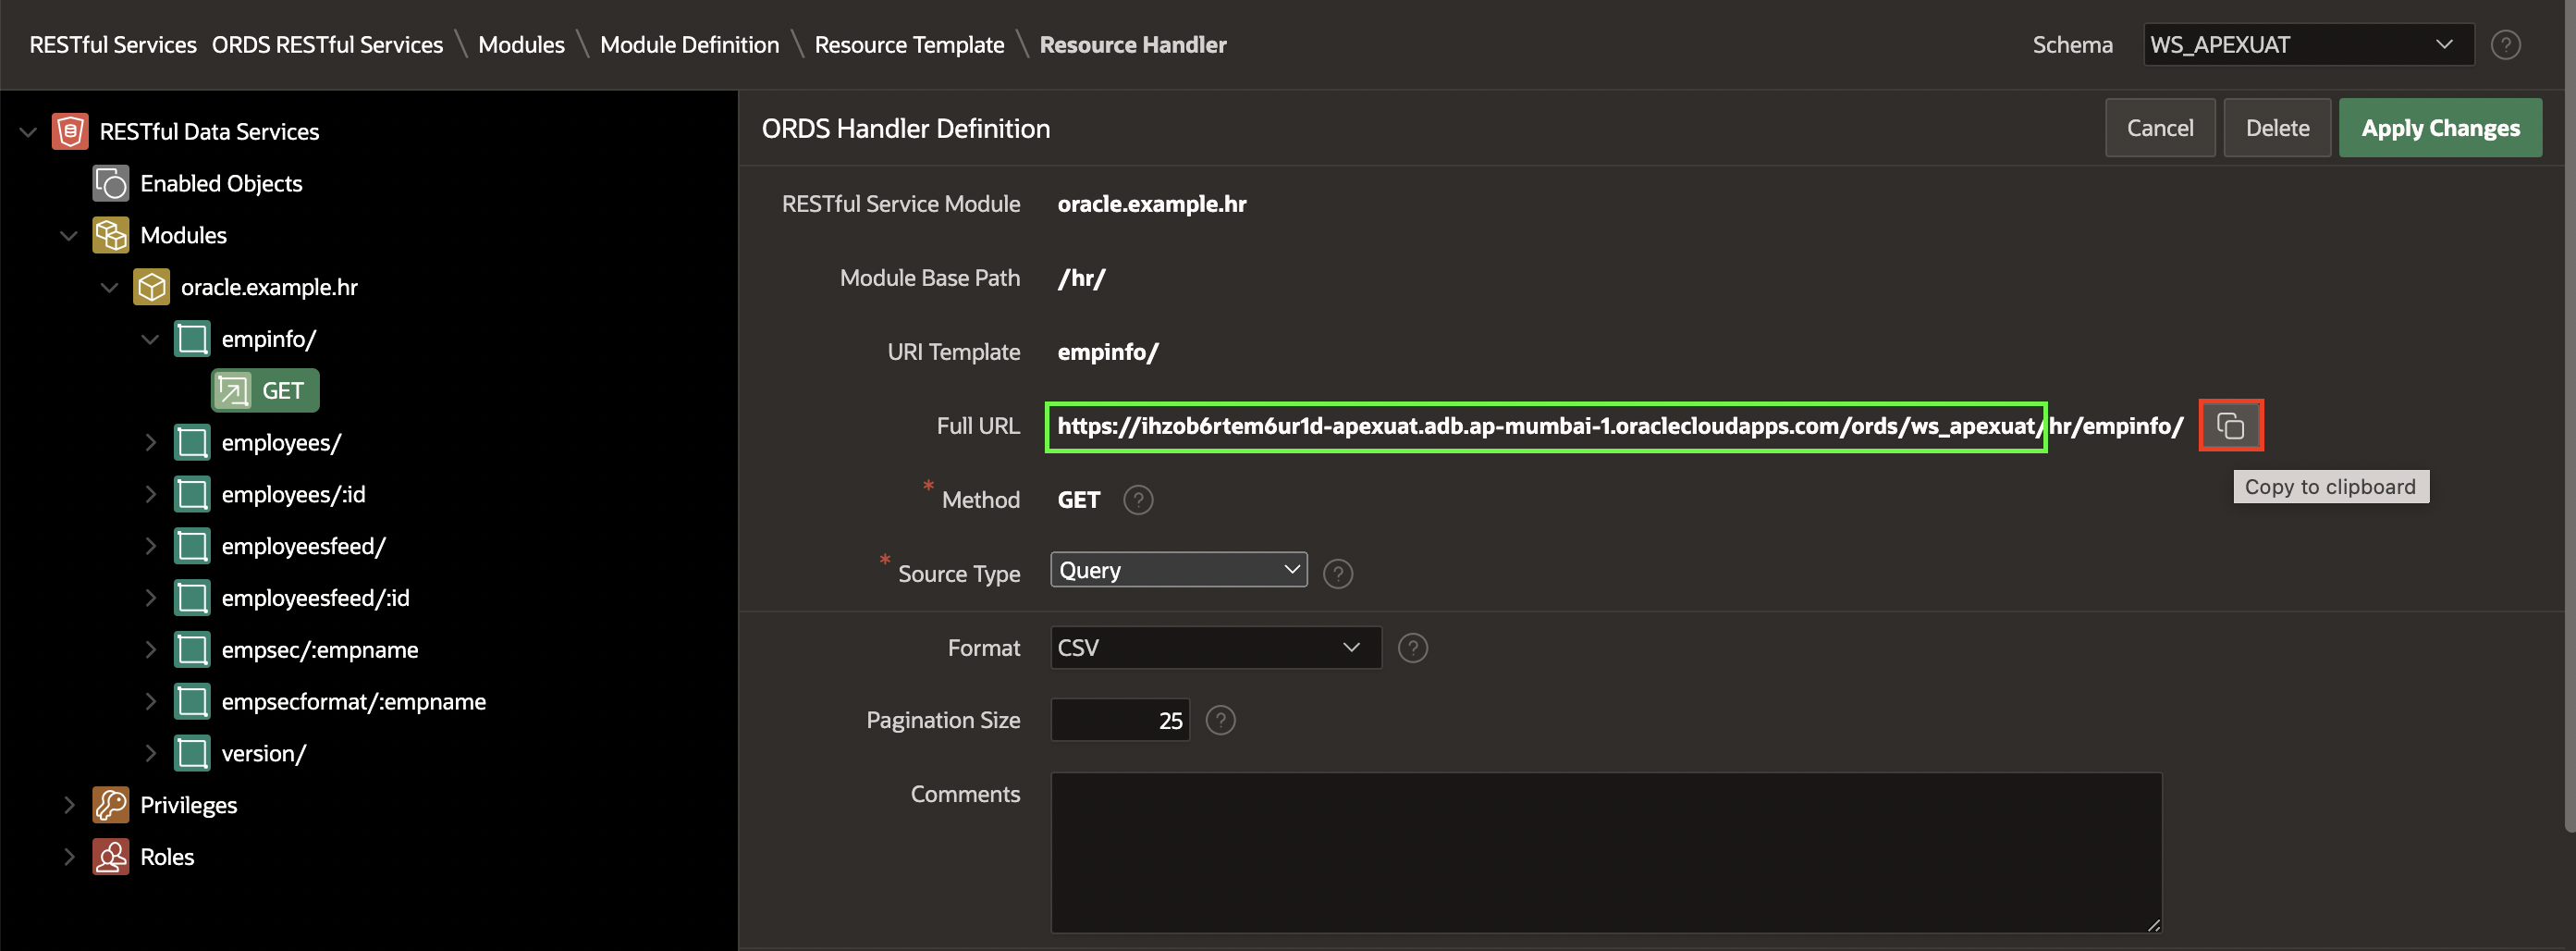 RESTful Services ORDS RESTful Services \ Modules \ Module Definition \ Resource Template \ Resource Handler
Schema WS_APEXUAT ?
RESTful Data Services
Enabled Objects
Modules
oracle.example.hr
empinfo/
GET
employees/
employees/:id
employeesfeed/
employeesfeed/:id
empsec/:empname
empsecformat/:empname
version/
Privileges
Roles
ORDS Handler Definition
Cancel Delete Apply Changes
RESTful Service Module oracle.example.hr
Module Base Path /hr/
URI Template empinfo/
Full URL https://ihzob6rtem6ur1d-apexuat.adb.ap-mumbai-1.oraclecloudapps.com/ords/ws_apexuat/hr/empinfo/
Copy to clipboard
* Method GET ?
* Source Type Query ?
Format CSV ?
Pagination Size 25 ?
Comments